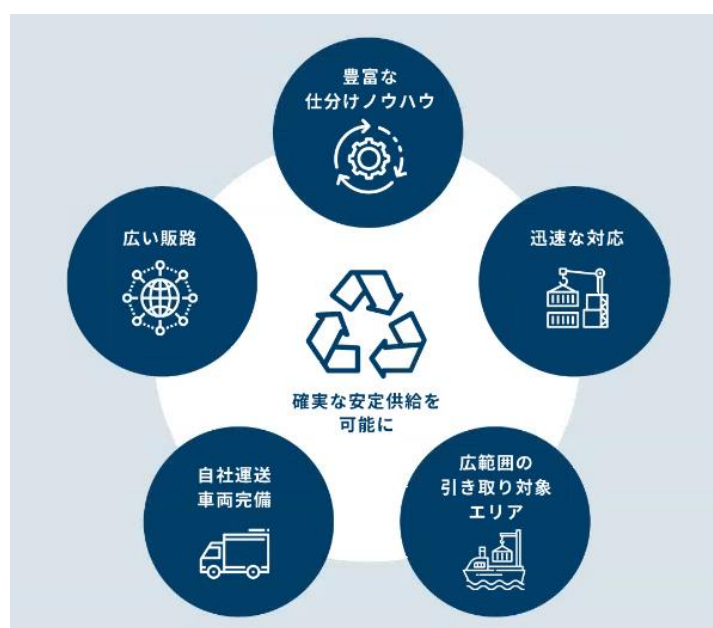 豊富な
仕分けノウハウ
広い販路
迅速な対応
確実な安定供給を
可能に
自社運送
車両完備
広範囲の
引き取り対象
エリア